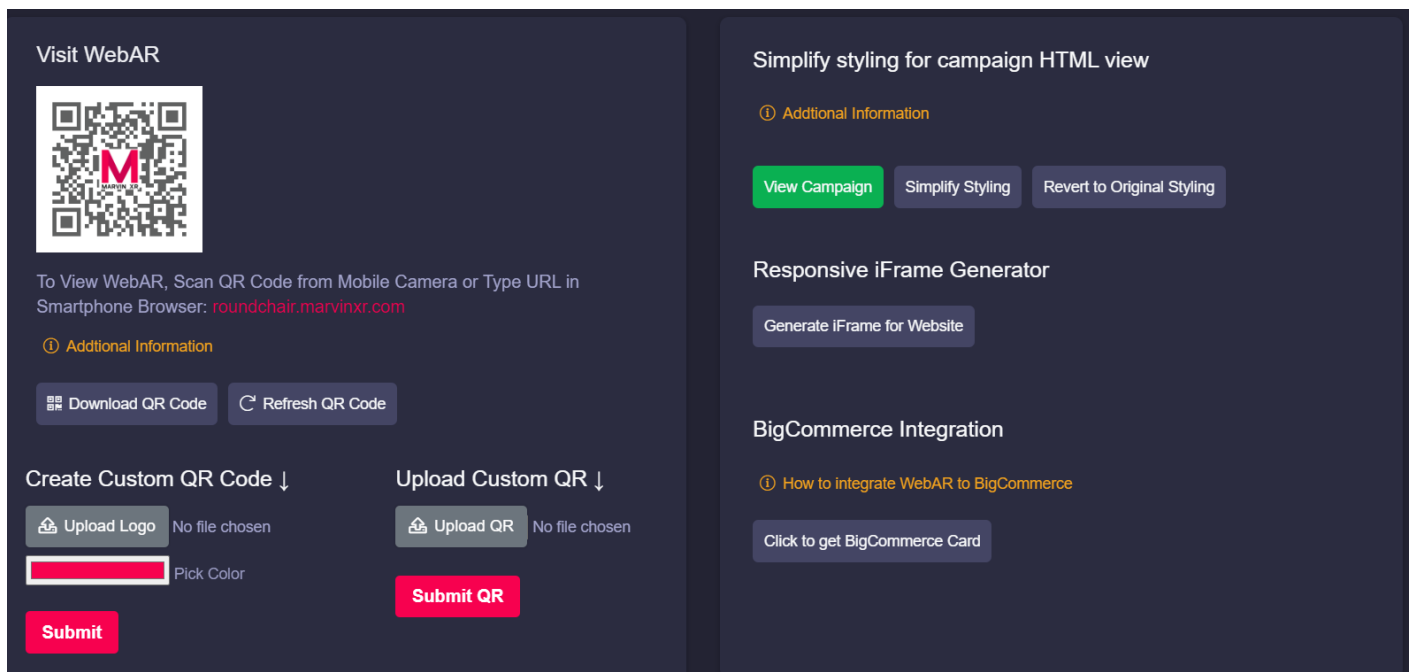 Visit WebAR
M
MARVIN XR
To View WebAR, Scan QR Code from Mobile Camera or Type URL in
Smartphone Browser: roundchair.marvinxr.com
Addtional Information
Download QR Code Refresh QR Code
Create Custom QR Code ↓
Upload Logo No file chosen
Pick Color
Submit
Upload Custom QR ↓
Upload QR No file chosen
Submit QR
Simplify styling for campaign HTML view
Addtional Information
View Campaign Simplify Styling Revert to Original Styling
Responsive iFrame Generator
Generate iFrame for Website
BigCommerce Integration
How to integrate WebAR to BigCommerce
Click to get BigCommerce Card